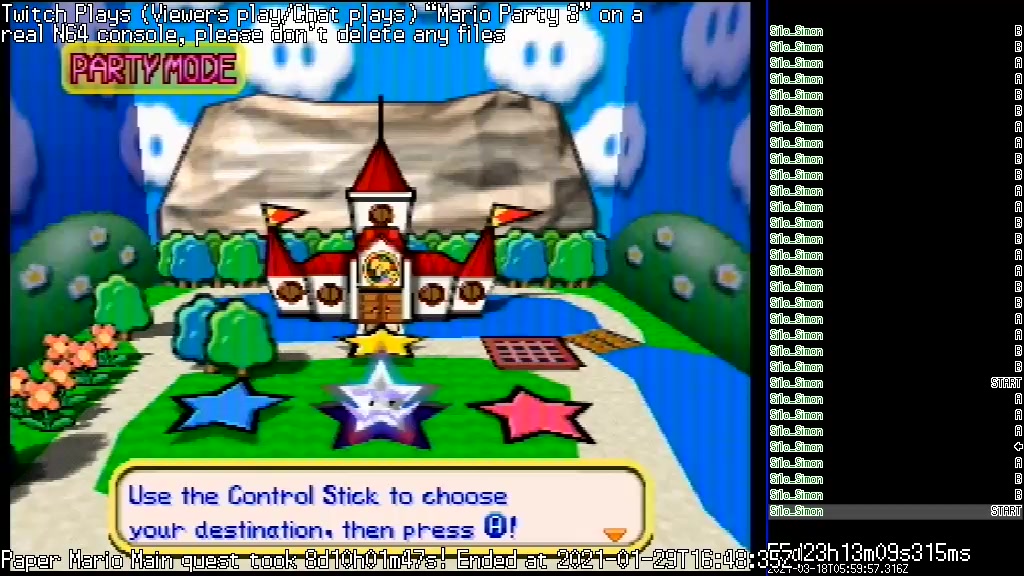 Twitch Plays (Viewers play/Chat plays) "Mario Party 3" on a
real N64 console, please don't delete any files
PARTY MODE
Use the Control Stick to choose
your destination, then press A!
Paper Mario Main quest took 8d10h01m47s! Ended at 2021-01-29T16:48:35Z
55d23h13m09s315ms
2021-03-18T05:59:57.316Z
Silo_Simon B
Silo_Simon B
Silo_Simon A
Silo_Simon A
Silo_Simon B
Silo_Simon B
Silo_Simon A
Silo_Simon A
Silo_Simon B
Silo_Simon B
Silo_Simon A
Silo_Simon A
Silo_Simon B
Silo_Simon B
Silo_Simon A
Silo_Simon A
Silo_Simon B
Silo_Simon B
Silo_Simon A
Silo_Simon A
Silo_Simon B
Silo_Simon B
Silo_Simon START
Silo_Simon A
Silo_Simon A
Silo_Simon A
Silo_Simon ←
Silo_Simon A
Silo_Simon B
Silo_Simon B
Silo_Simon START